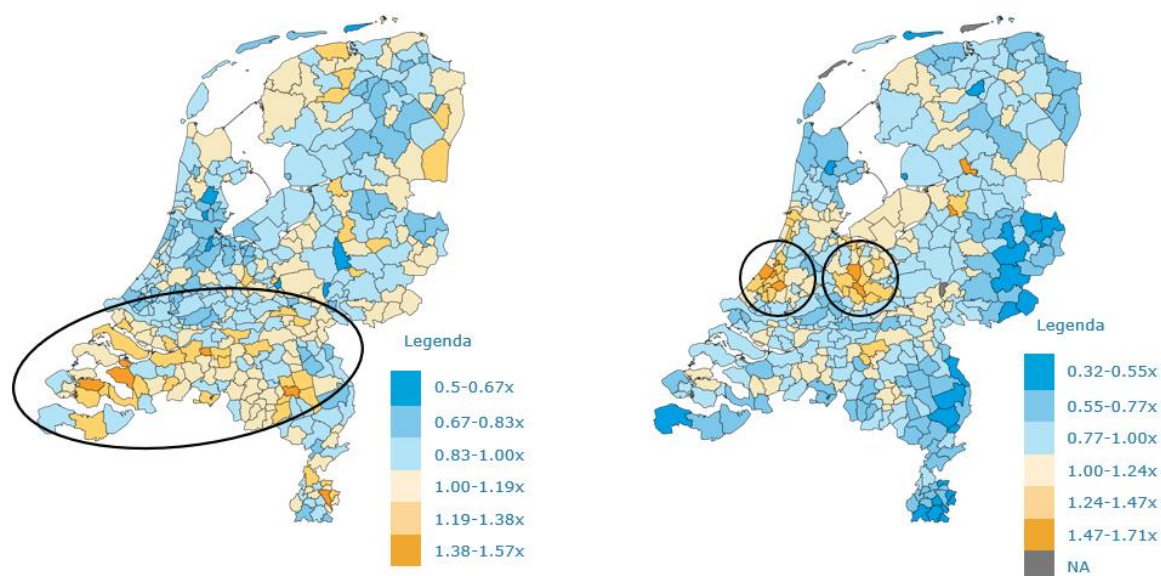 Legenda
0.5-0.67x
0.67-0.83x
0.83-1.00x
1.00-1.19x
1.19-1.38x
1.38-1.57x
Legenda
0.32-0.55x
0.55-0.77x
0.77-1.00x
1.00-1.24x
1.24-1.47x
1.47-1.71x
NA